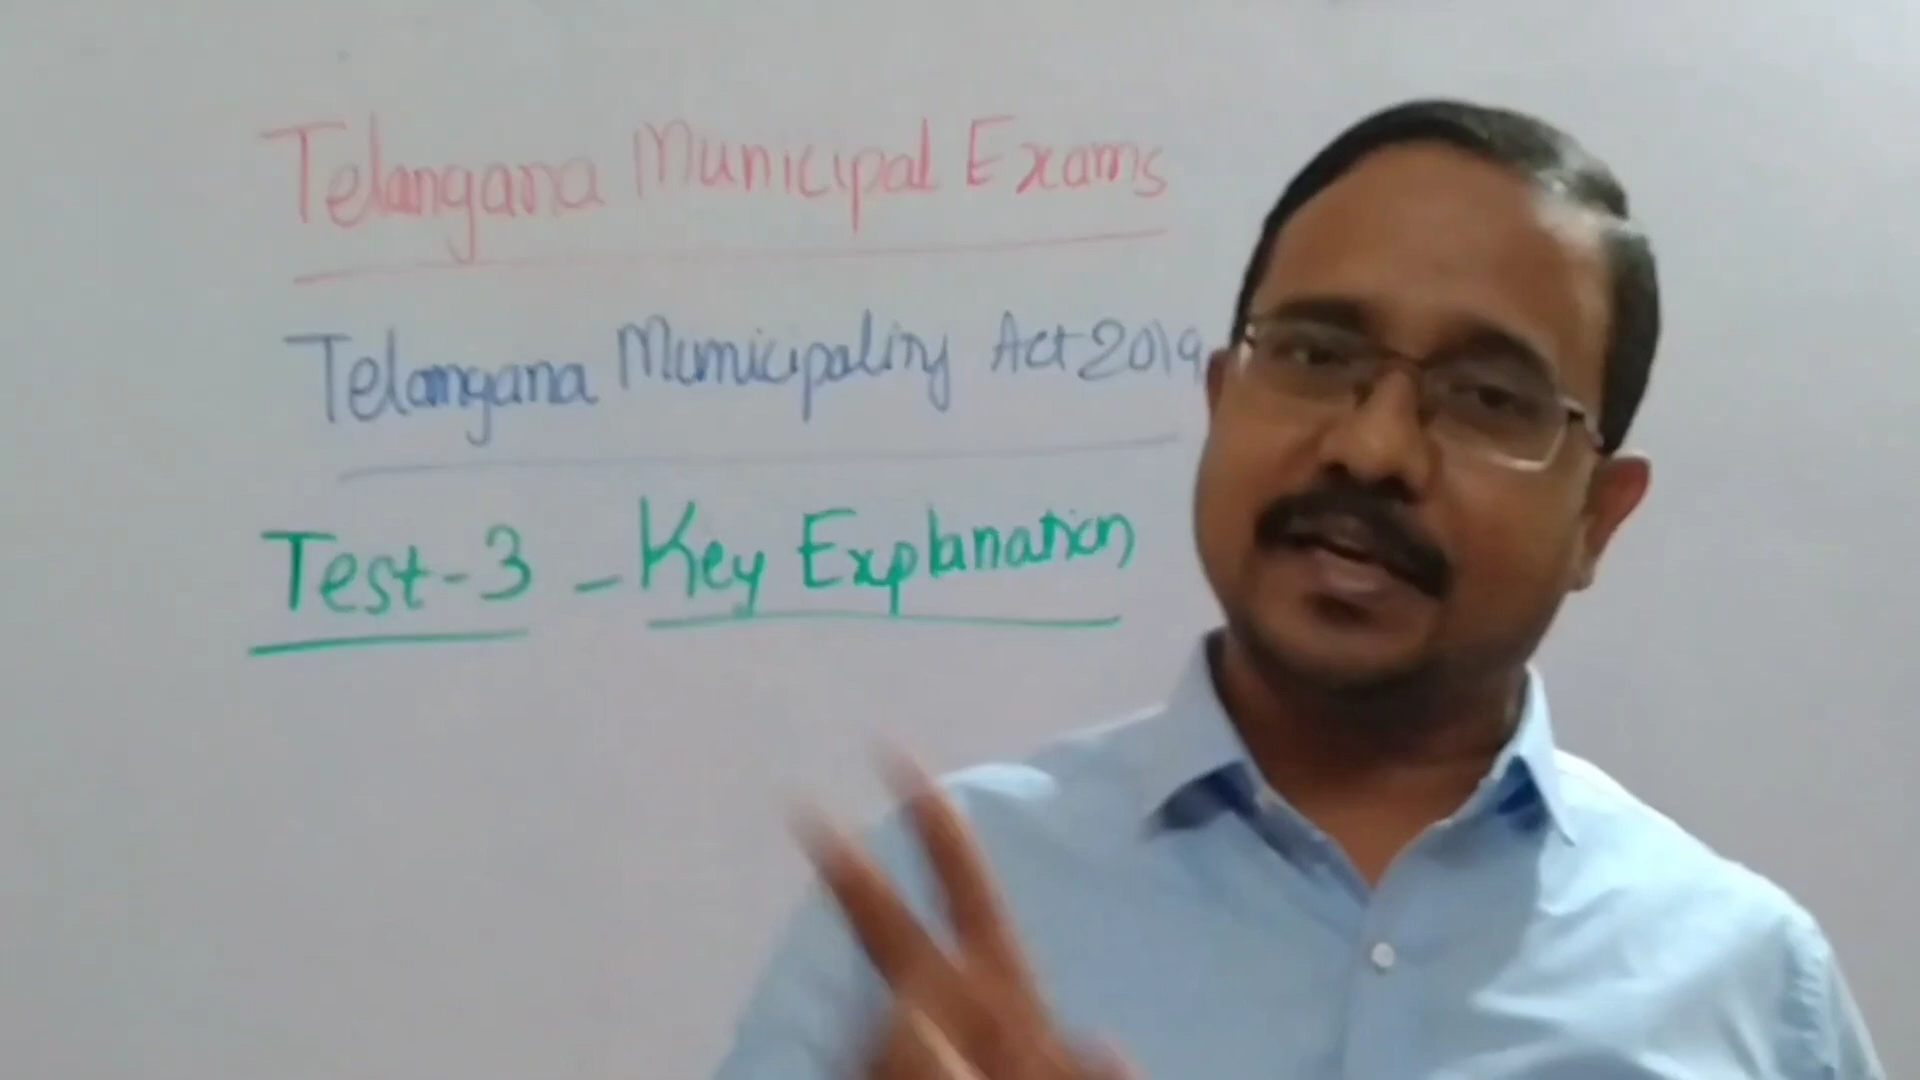 Telangana Municipal Exams
Telangana Municipality Act 2019
Test-3 - Key Explanation